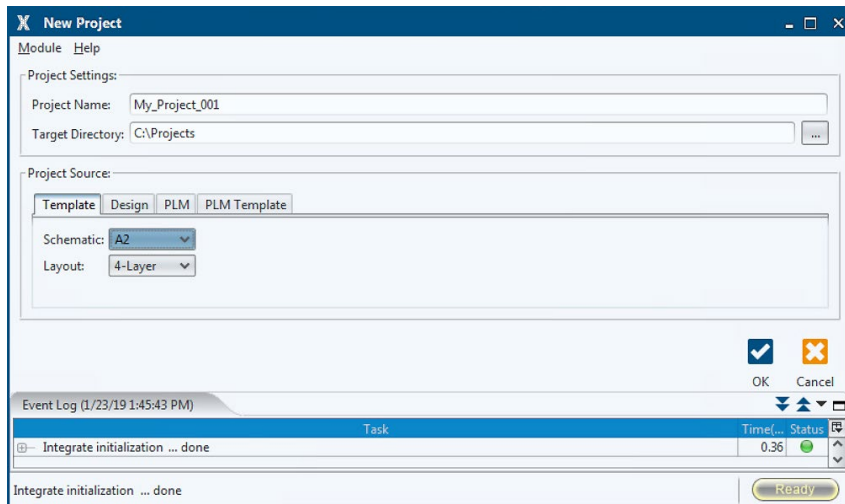 New Project
Module Help
Project Settings:
Project Name: My_Project_001
Target Directory: C:\Projects ...
Project Source:
Template Design PLM PLM Template
Schematic: A2
Layout: 4-Layer
OK Cancel
Event Log (1/23/19 1:45:43 PM)
Task Time(... Status
Integrate initialization ... done 0.36
Integrate initialization ... done Ready